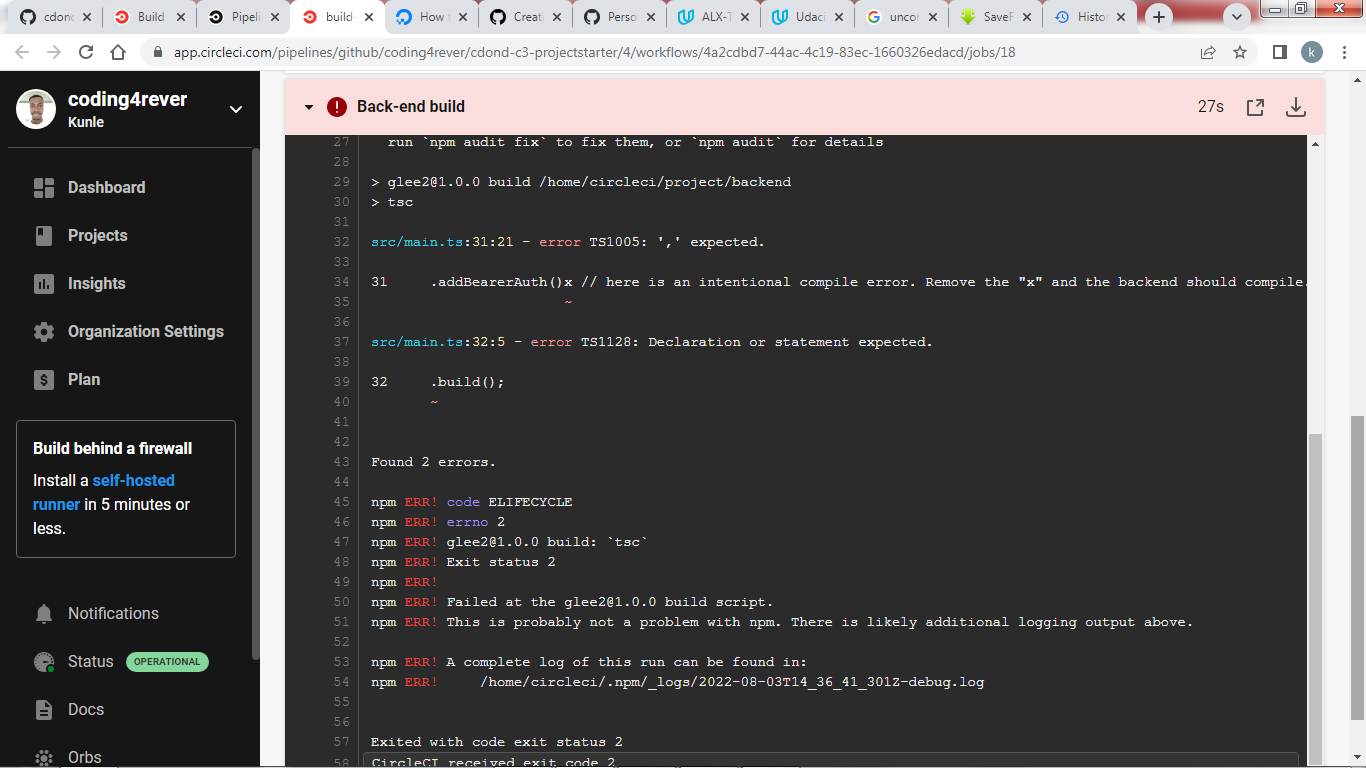 cdond
Build
Pipeli
build-
How t
Creati
Perso
ALX-T
Udaci
uncor
SaveF
Histo
app.circleci.com/pipelines/github/coding4rever/cdond-c3-projectstarter/4/workflows/4a2cdbd7-44ac-4c19-83ec-1660326edacd/jobs/18
k
coding4rever
Kunle
Dashboard
Projects
Insights
Organization Settings
Plan
Build behind a firewall
Install a self-hosted
runner in 5 minutes or
less.
Notifications
Status OPERATIONAL
Docs
Orbs
Back-end build 27s
27 run `npm audit fix` to fix them, or `npm audit` for details
28
29 > glee2@1.0.0 build /home/circleci/project/backend
30 > tsc
31
32 src/main.ts:31:21 - error TS1005: ',' expected.
33
34 31 .addBearerAuth()x // here is an intentional compile error. Remove the "x" and the backend should compile.
35 ~
36
37 src/main.ts:32:5 - error TS1128: Declaration or statement expected.
38
39 32 .build();
40 ~
41
42
43 Found 2 errors.
44
45 npm ERR! code ELIFECYCLE
46 npm ERR! errno 2
47 npm ERR! glee2@1.0.0 build: `tsc`
48 npm ERR! Exit status 2
49 npm ERR!
50 npm ERR! Failed at the glee2@1.0.0 build script.
51 npm ERR! This is probably not a problem with npm. There is likely additional logging output above.
52
53 npm ERR! A complete log of this run can be found in:
54 npm ERR! /home/circleci/.npm/_logs/2022-08-03T14_36_41_301Z-debug.log
55
56
57 Exited with code exit status 2
58 CircleCI received exit code 2